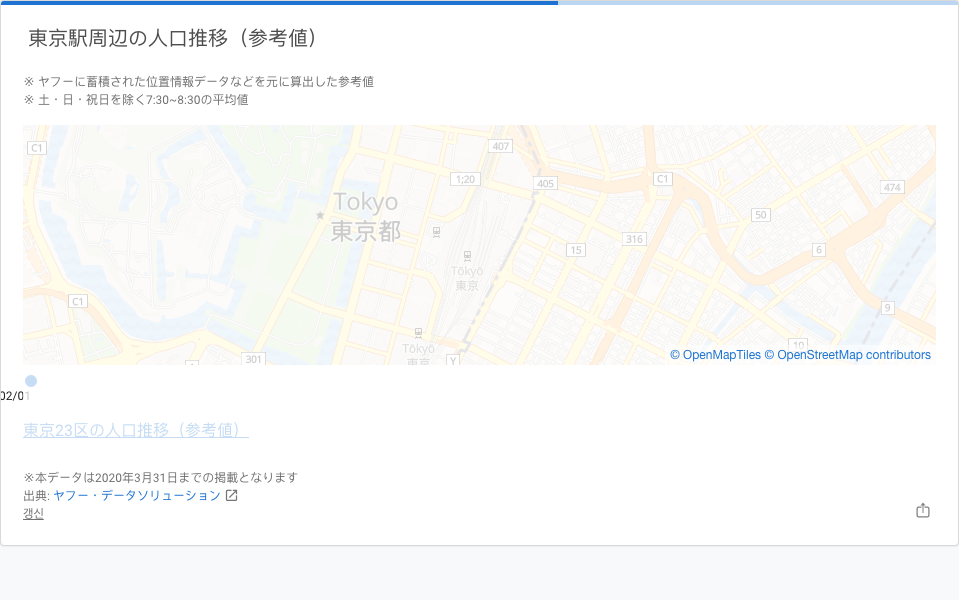 東京駅周辺の人口推移（参考値）
※ ヤフーに蓄積された位置情報データなどを元に算出した参考値
※ 土・日・祝日を除く7:30~8:30の平均値
C1
407
1;20
405
C1
474
Tokyo
東京都
50
316
15
6
Tōkyō
東京
C1
9
10
301
Tōkyō
東京
Y
© OpenMapTiles © OpenStreetMap contributors
02/01
東京23区の人口推移（参考値）
※本データは2020年3月31日までの掲載となります
出典: ヤフー・データソリューション
갱신